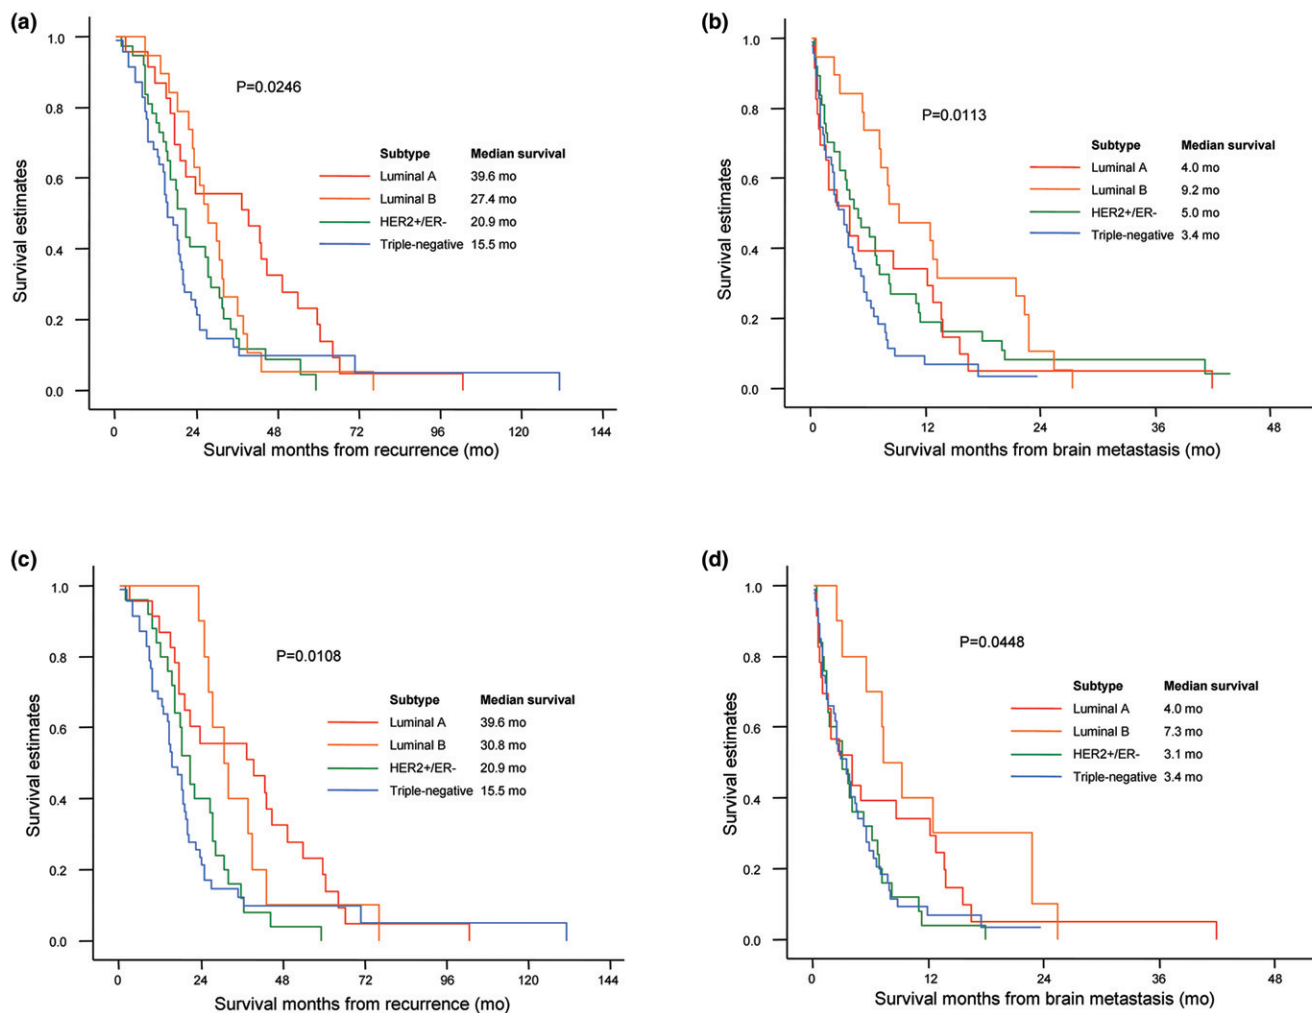 (a)
1.0
0.8
0.6
0.4
0.2
0.0
Survival estimates
P=0.0246
Subtype Median survival
Luminal A 39.6 mo
Luminal B 27.4 mo
HER2+/ER- 20.9 mo
Triple-negative 15.5 mo
0 24 48 72 96 120 144
Survival months from recurrence (mo)
(b)
1.0
0.8
0.6
0.4
0.2
0.0
Survival estimates
P=0.0113
Subtype Median survival
Luminal A 4.0 mo
Luminal B 9.2 mo
HER2+/ER- 5.0 mo
Triple-negative 3.4 mo
0 12 24 36 48
Survival months from brain metastasis (mo)
(c)
1.0
0.8
0.6
0.4
0.2
0.0
Survival estimates
P=0.0108
Subtype Median survival
Luminal A 39.6 mo
Luminal B 30.8 mo
HER2+/ER- 20.9 mo
Triple-negative 15.5 mo
0 24 48 72 96 120 144
Survival months from recurrence (mo)
(d)
1.0
0.8
0.6
0.4
0.2
0.0
Survival estimates
P=0.0448
Subtype Median survival
Luminal A 4.0 mo
Luminal B 7.3 mo
HER2+/ER- 3.1 mo
Triple-negative 3.4 mo
0 12 24 36 48
Survival months from brain metastasis (mo)